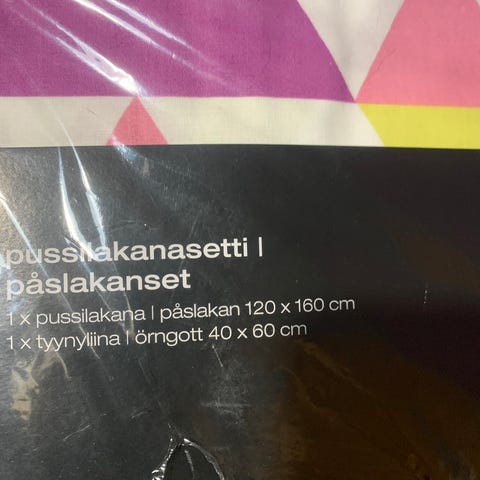 pussilakanasetti |
påslakanset
1 x pussilakana | påslakan 120 x 160 cm
1 x tyynyliina | örngott 40 x 60 cm